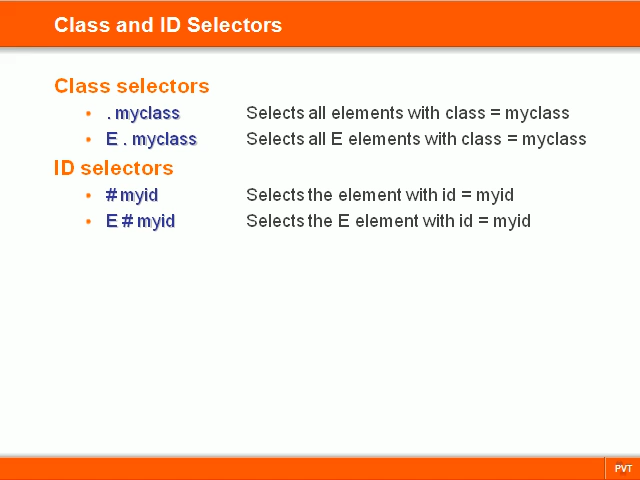 Class and ID Selectors
Class selectors
• . myclass Selects all elements with class = myclass
• E . myclass Selects all E elements with class = myclass
ID selectors
• # myid Selects the element with id = myid
• E # myid Selects the E element with id = myid
PVT